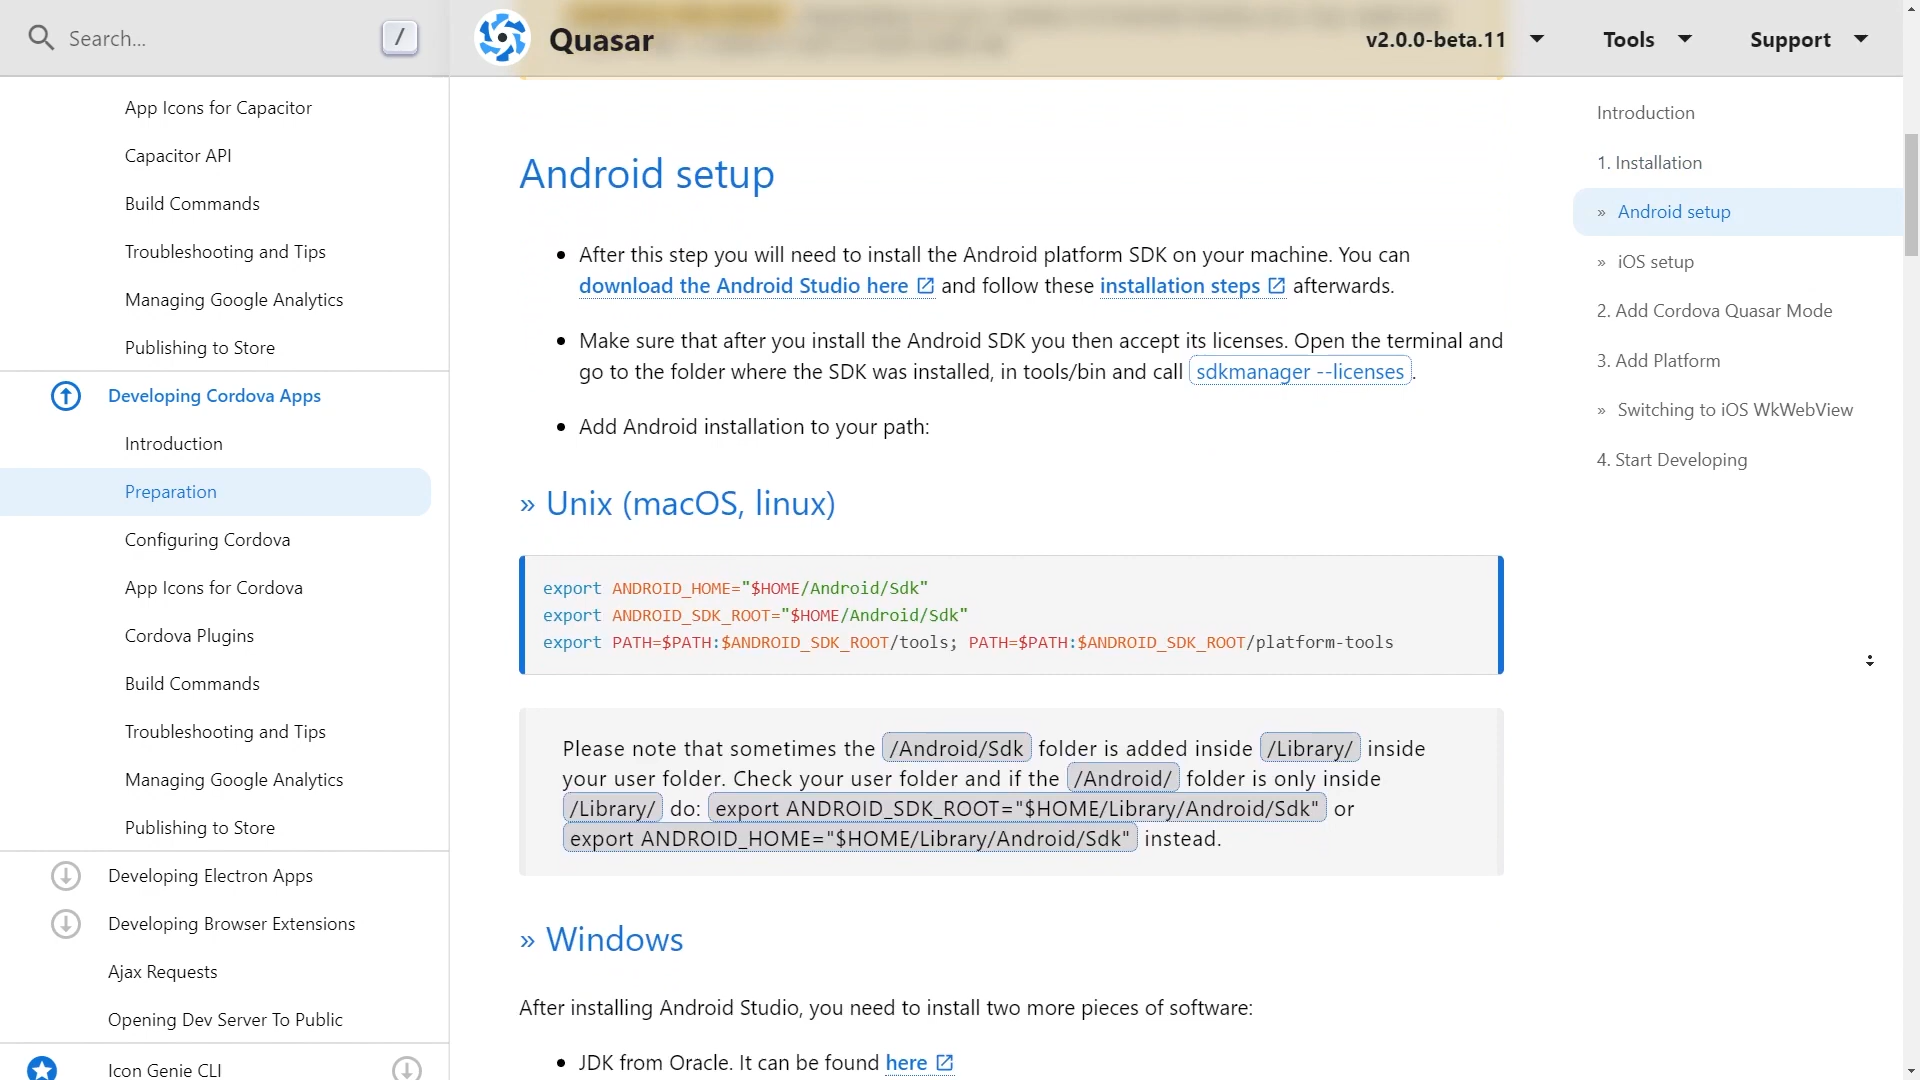 Search...
/
Quasar
v2.0.0-beta.11
Tools
Support
App Icons for Capacitor
Capacitor API
Build Commands
Troubleshooting and Tips
Managing Google Analytics
Publishing to Store
Developing Cordova Apps
Introduction
Preparation
Configuring Cordova
App Icons for Cordova
Cordova Plugins
Build Commands
Troubleshooting and Tips
Managing Google Analytics
Publishing to Store
Developing Electron Apps
Developing Browser Extensions
Ajax Requests
Opening Dev Server To Public
Icon Genie CLI
Android setup
• After this step you will need to install the Android platform SDK on your machine. You can
download the Android Studio here and follow these installation steps afterwards.
• Make sure that after you install the Android SDK you then accept its licenses. Open the terminal and
go to the folder where the SDK was installed, in tools/bin and call sdkmanager --licenses.
• Add Android installation to your path:
» Unix (macOS, linux)
export ANDROID_HOME="$HOME/Android/Sdk"
export ANDROID_SDK_ROOT="$HOME/Android/Sdk"
export PATH=$PATH:$ANDROID_SDK_ROOT/tools; PATH=$PATH:$ANDROID_SDK_ROOT/platform-tools
Please note that sometimes the /Android/Sdk folder is added inside /Library/ inside
your user folder. Check your user folder and if the /Android/ folder is only inside
/Library/ do: export ANDROID_SDK_ROOT="$HOME/Library/Android/Sdk" or
export ANDROID_HOME="$HOME/Library/Android/Sdk" instead.
» Windows
After installing Android Studio, you need to install two more pieces of software:
• JDK from Oracle. It can be found here
Introduction
1. Installation
» Android setup
» iOS setup
2. Add Cordova Quasar Mode
3. Add Platform
» Switching to iOS WkWebView
4. Start Developing